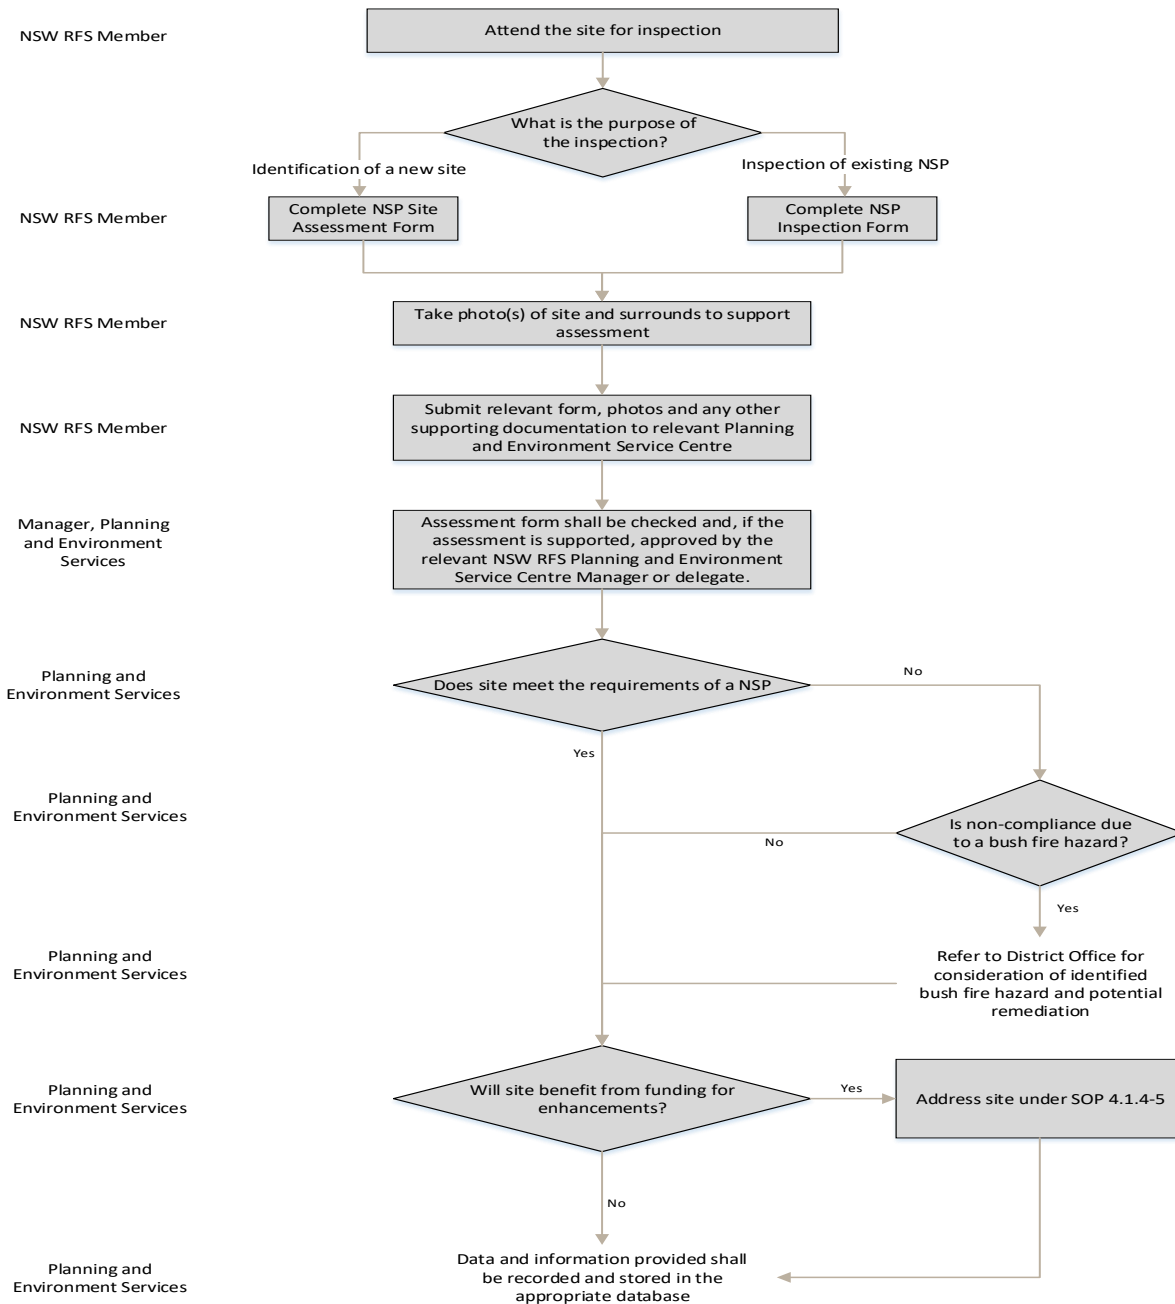 NSW RFS Member
Attend the site for inspection
What is the purpose of
the inspection?
Identification of a new site
Inspection of existing NSP
NSW RFS Member
Complete NSP Site
Assessment Form
Complete NSP
Inspection Form
NSW RFS Member
Take photo(s) of site and surrounds to support
assessment
NSW RFS Member
Submit relevant form, photos and any other
supporting documentation to relevant Planning
and Environment Service Centre
Manager, Planning
and Environment
Services
Assessment form shall be checked and, if the
assessment is supported, approved by the
relevant NSW RFS Planning and Environment
Service Centre Manager or delegate.
Planning and
Environment Services
Does site meet the requirements of a NSP
No
Yes
Planning and
Environment Services
Is non-compliance due
to a bush fire hazard?
No
Yes
Planning and
Environment Services
Refer to District Office for
consideration of identified
bush fire hazard and potential
remediation
Planning and
Environment Services
Will site benefit from funding for
enhancements?
Yes
Address site under SOP 4.1.4-5
No
Planning and
Environment Services
Data and information provided shall
be recorded and stored in the
appropriate database